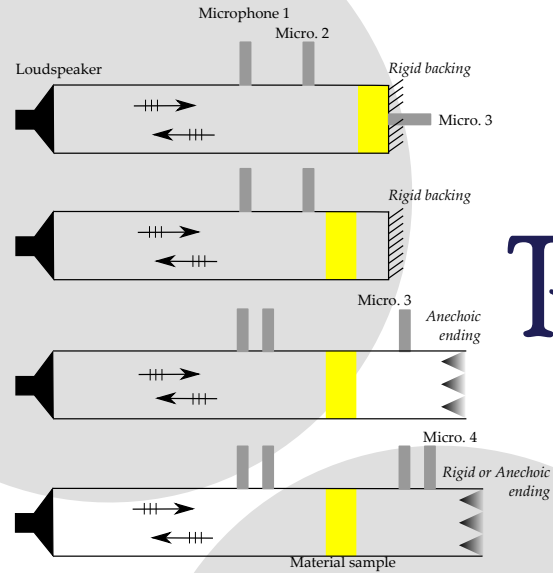 Microphone 1
Micro. 2
Loudspeaker
Rigid backing
Micro. 3
Rigid backing
Micro. 3
Anechoic
ending
Micro. 4
Rigid or Anechoic
ending
Material sample